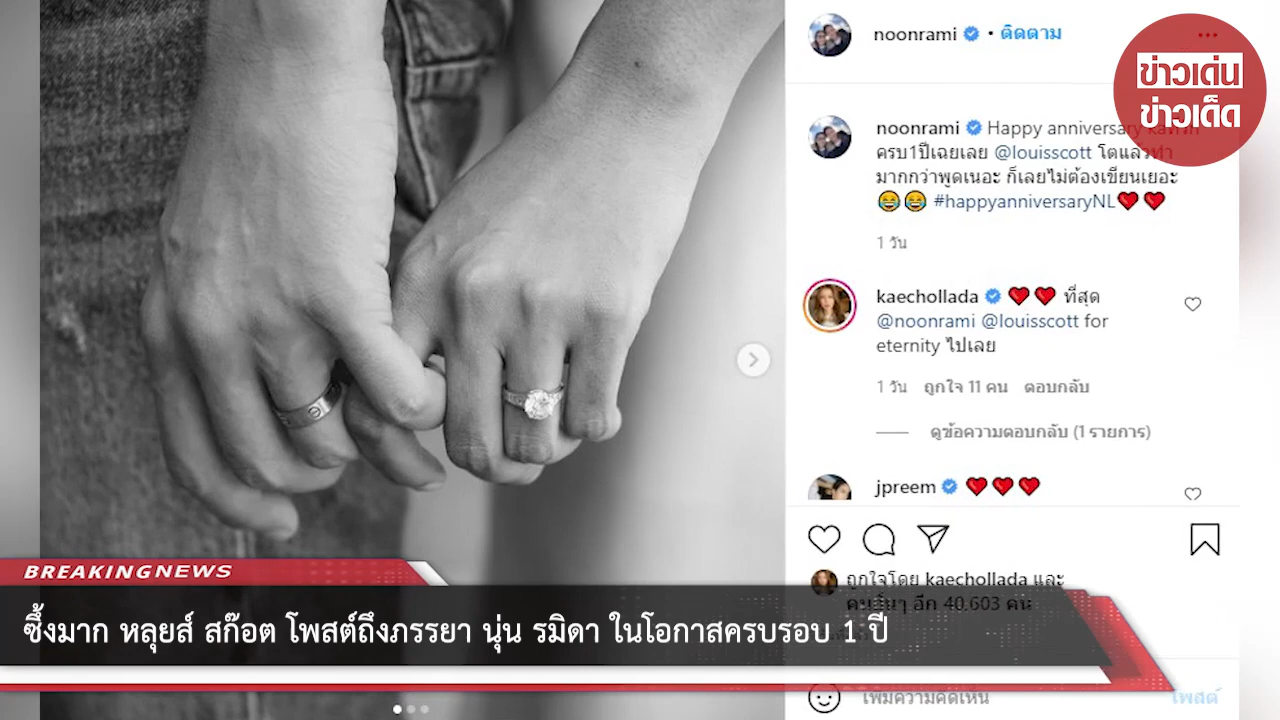 noonrami • ติดตาม
ข่าวเด่น
ข่าวเด็ด
noonrami Happy anniversary
ครบ1ปีเฉยเลย @louisscott โตแล้วทำ
มากกว่าพูดเนอะ ก็เลยไม่ต้องเขียนเยอะ
😂😂 #happyanniversaryNL❤️❤️
1 วัน
kaechollada ❤️❤️ ที่สุด
@noonrami @louisscott for
eternity ไปเลย
1 วัน ถูกใจ 11 คน ตอบกลับ
ดูข้อความตอบกลับ (1 รายการ)
jpreem ❤️❤️❤️
ถูกใจโดย kaechollada และ
คนอื่นๆ อีก 40,603 คน
BREAKINGNEWS
ซึ้งมาก หลุยส์ สก๊อต โพสต์ถึงภรรยา นุ่น รมิดา ในโอกาสครบรอบ 1 ปี
เพิ่มความคิดเห็น
โพสต์